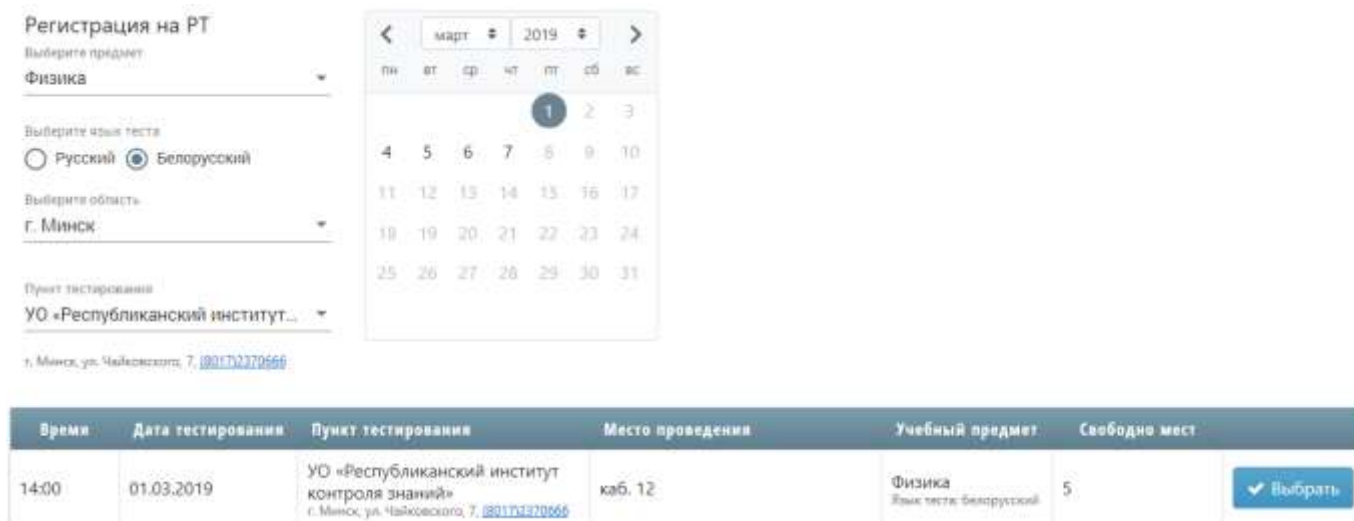 Регистрация на РТ
Выберите предмет
Физика
Выберите язык теста
Русский Белорусский
Выберите область
г. Минск
Пункт тестирования
УО «Республиканский институт...
г. Минск, ул. Чайковского, 7, (8017)2370666
март 2019
пн вт ср чт пт сб вс
1 2 3
4 5 6 7 8 9 10
11 12 13 14 15 16 17
18 19 20 21 22 23 24
25 26 27 28 29 30 31
Время Дата тестирования Пункт тестирования Место проведения Учебный предмет Свободно мест
14:00 01.03.2019 УО «Республиканский институт контроля знаний» каб. 12 Физика 5 Выбрать
г. Минск, ул. Чайковского, 7, (8017)2370666 Язык теста: белорусский